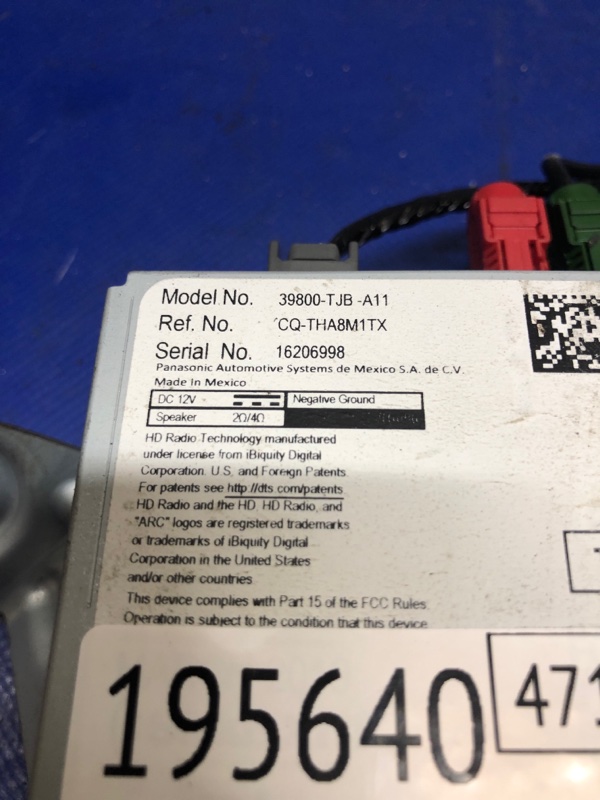 Model No. 39800-TJB -A11
Ref. No. CQ-THA8M1TX
Serial No. 16206998
Panasonic Automotive Systems de Mexico S.A. de C.V.
Made In Mexico
DC 12V Negative Ground
Speaker 2Ω/4Ω
HD Radio Technology manufactured
under license from iBiquity Digital
Corporation. U.S. and Foreign Patents.
For patents see http://dts.com/patents.
HD Radio and the HD, HD Radio, and
"ARC" logos are registered trademarks
or trademarks of iBiquity Digital
Corporation in the United States
and/or other countries.
This device complies with Part 15 of the FCC Rules.
Operation is subject to the condition that this device
195640
471